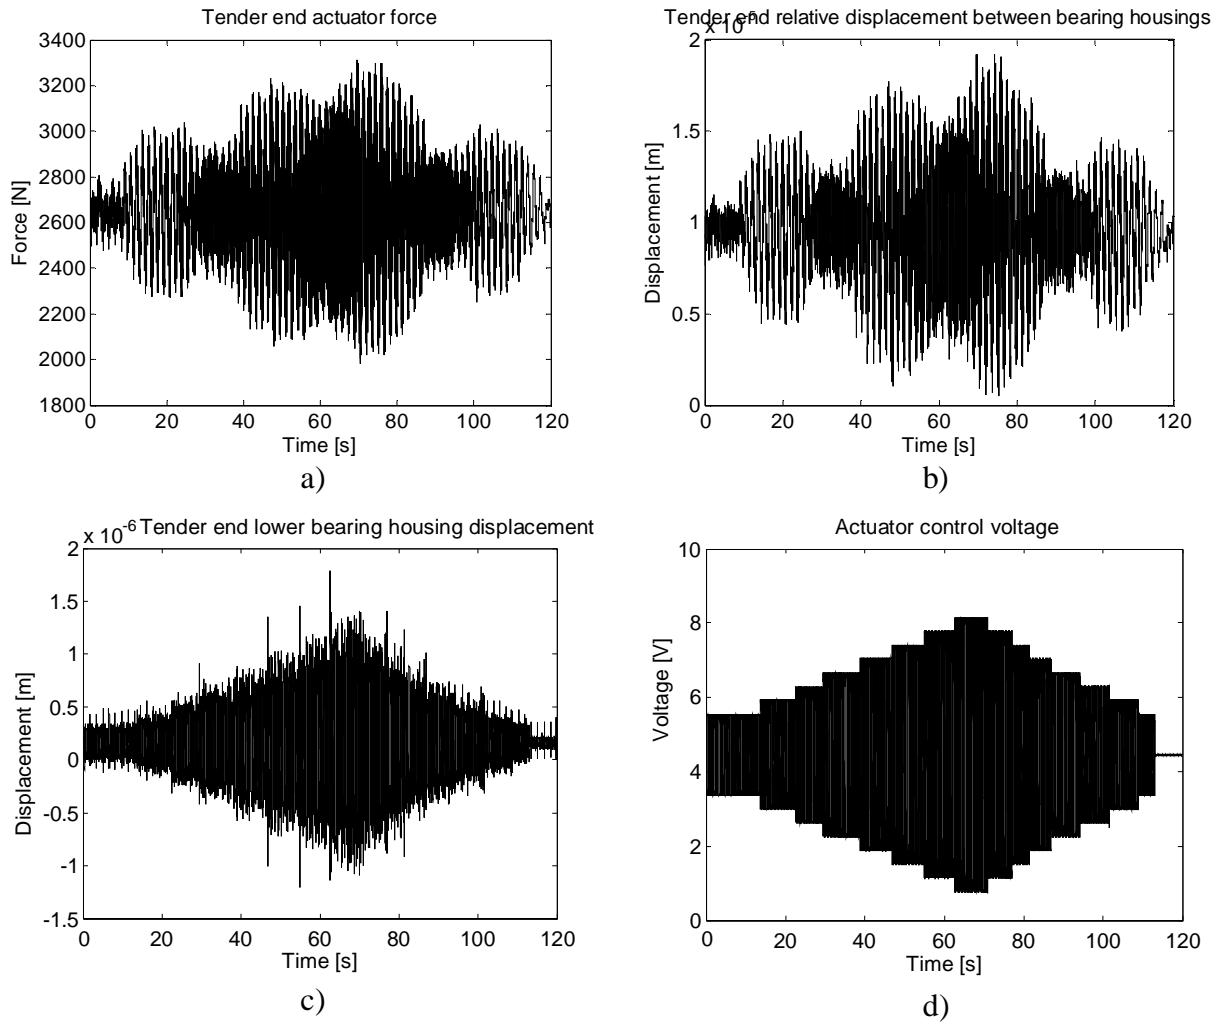 Tender end actuator force
3400
3200
3000
2800
2600
2400
2200
2000
1800
Force [N]
0 20 40 60 80 100 120
Time [s]
a)
Tender end relative displacement between bearing housings
x 10-5
2
1.5
1
0.5
0
Displacement [m]
0 20 40 60 80 100 120
Time [s]
b)
x 10-6 Tender end lower bearing housing displacement
2
1.5
1
0.5
0
-0.5
-1
-1.5
Displacement [m]
0 20 40 60 80 100 120
Time [s]
c)
Actuator control voltage
10
8
6
4
2
0
Voltage [V]
0 20 40 60 80 100 120
Time [s]
d)